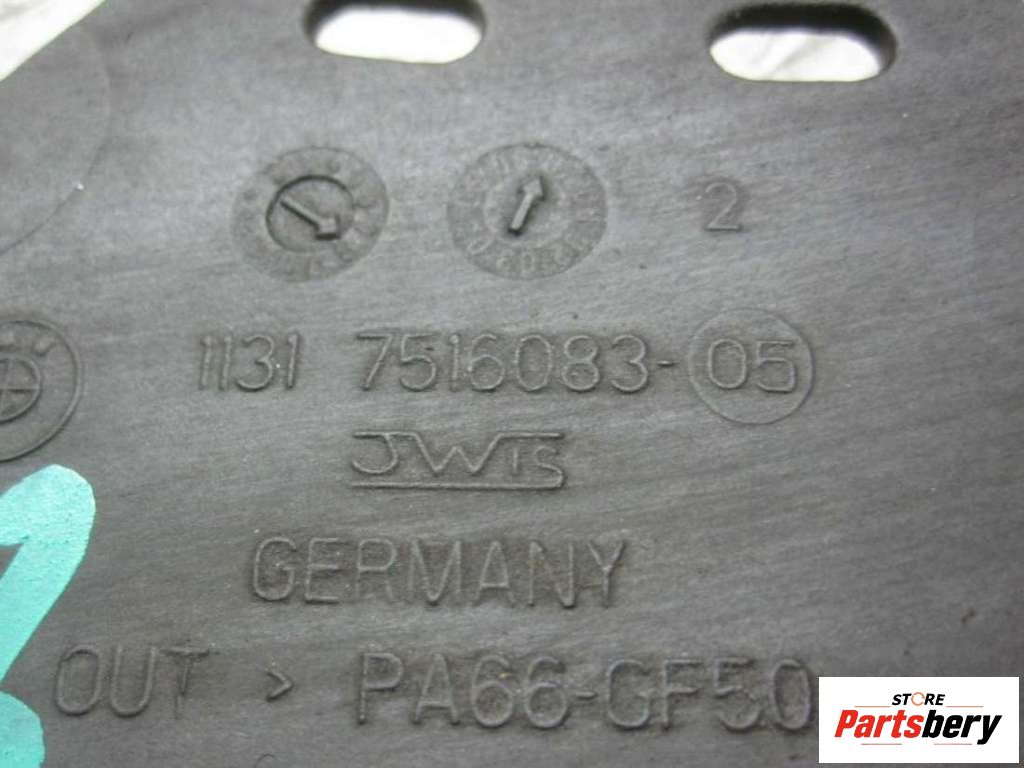 2
1131 7516083-05
JWIS
GERMANY
OUT > PA66-GF50
STORE
Partsbery